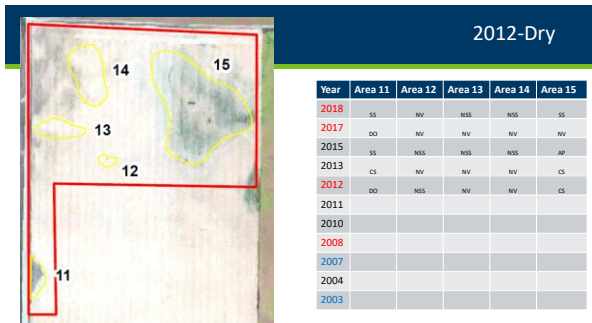 2012-Dry
14
15
13
12
11
Year Area 11 Area 12 Area 13 Area 14 Area 15
2018 SS NV NSS NSS SS
2017 DO NV NV NV NV
2015 SS NSS NSS NSS AP
2013 CS NV NV NV CS
2012 DO NSS NV NV CS
2011
2010
2008
2007
2004
2003